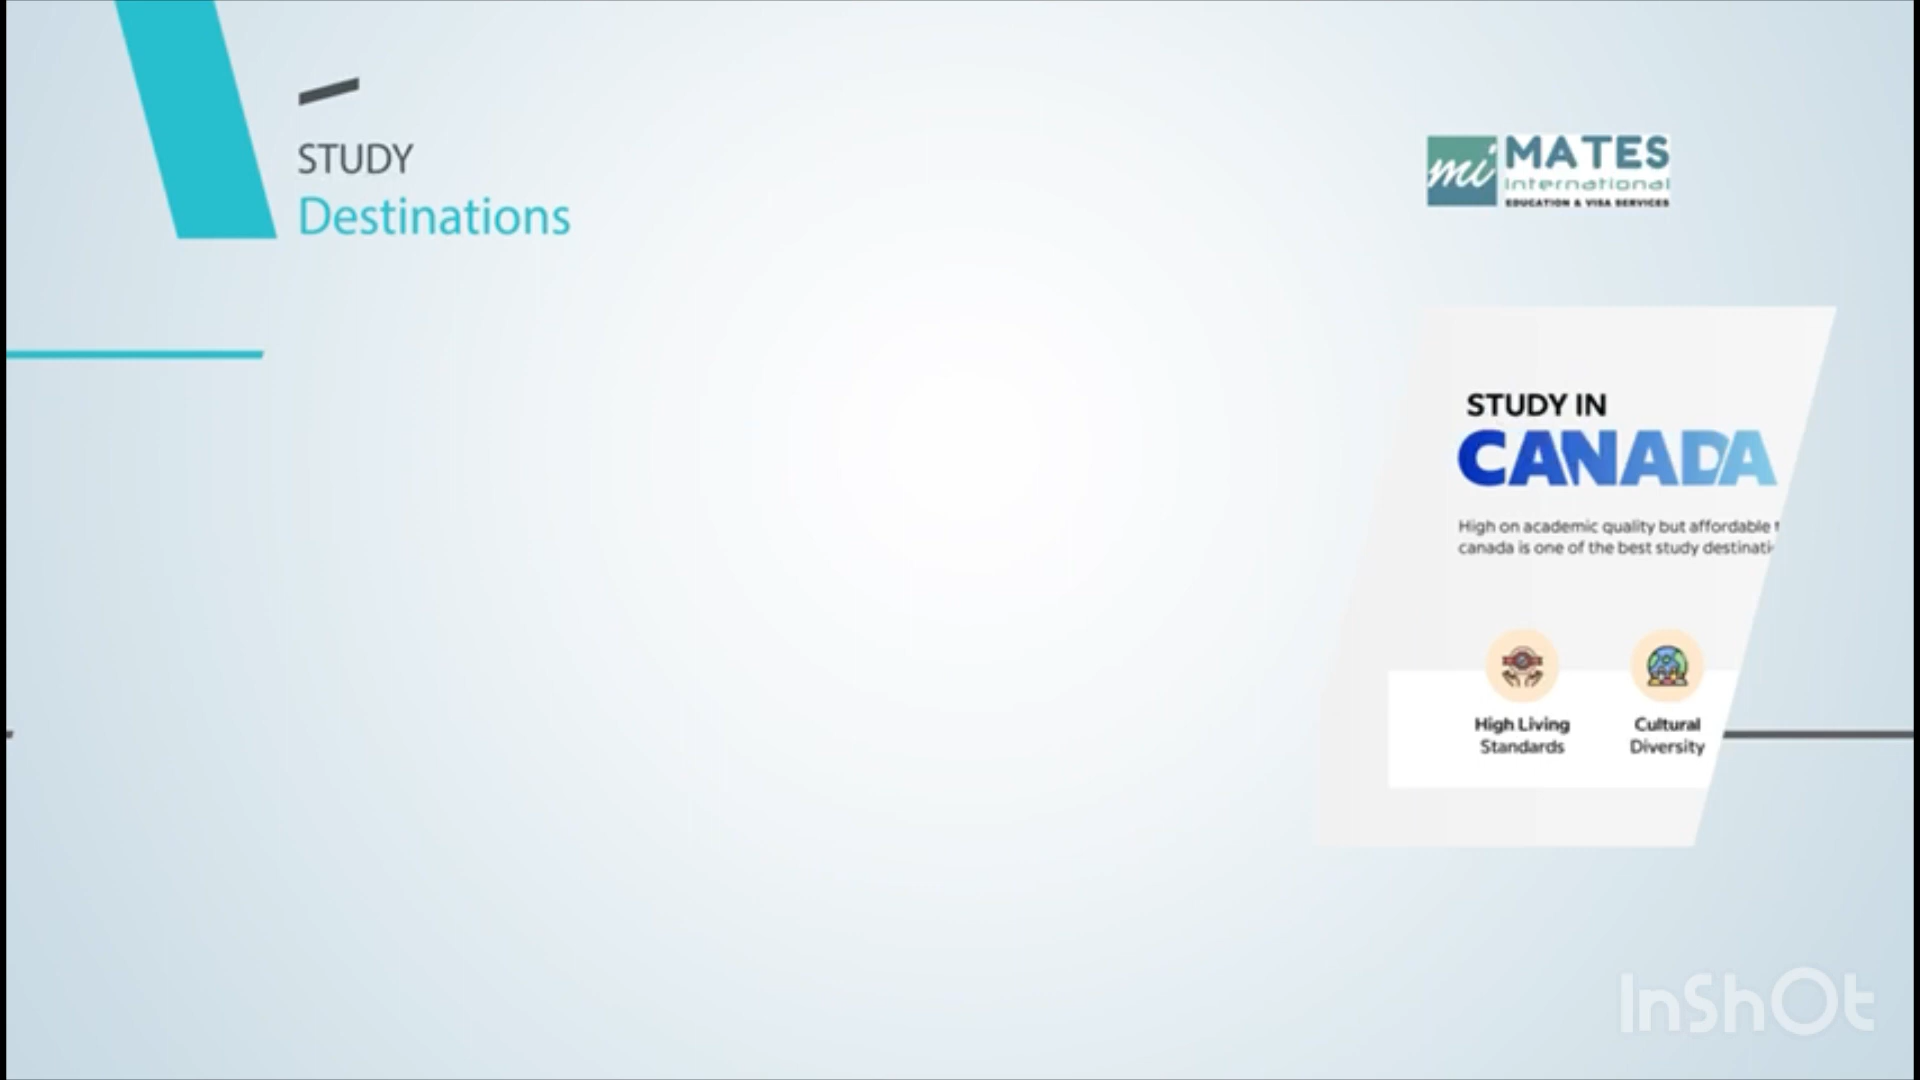 STUDY
Destinations
mi MATES
International
EDUCATION & VISA SERVICES
STUDY IN
CANADA
High on academic quality but affordable
canada is one of the best study
High Living
Standards
Cultural
Diversity
InShOt